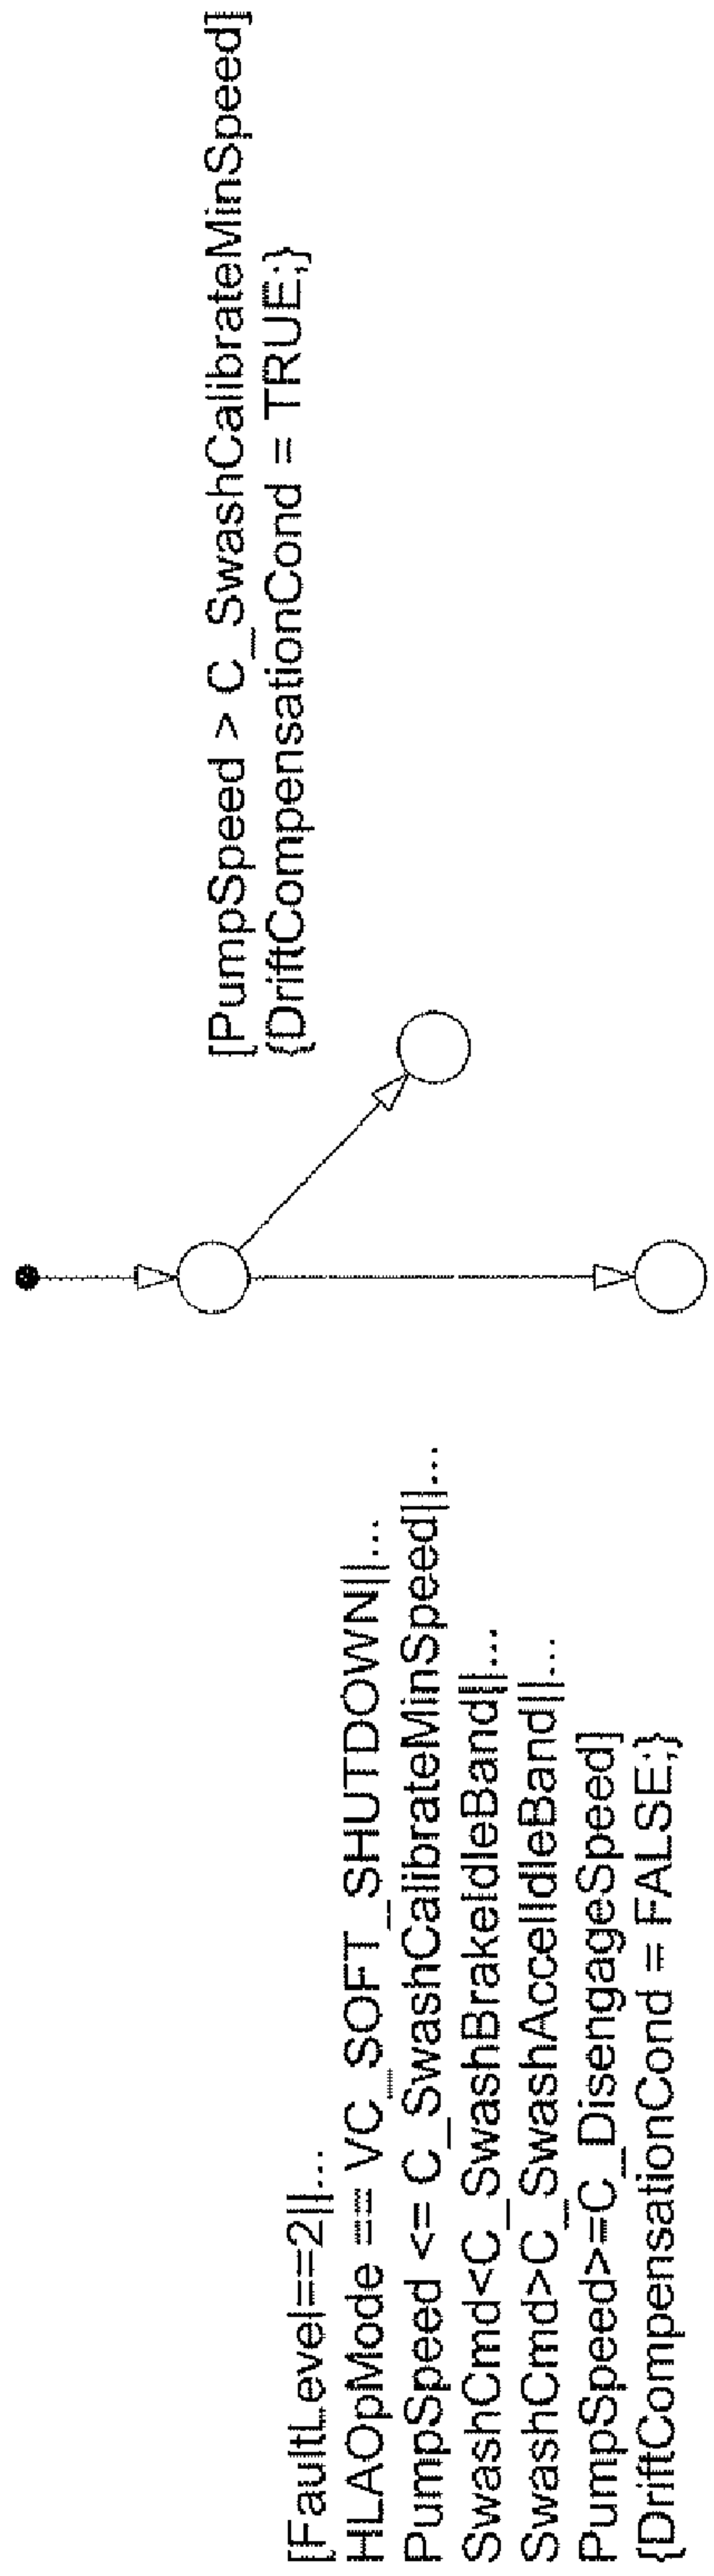 [FaultLevel==2||...
HLAOpMode == VC_SOFT_SHUTDOWN||...
PumpSpeed <= C_SwashCalibrateMinSpeed||...
SwashCmd<C_SwashBrakeIdleBand||...
SwashCmd>C_SwashAccelIdleBand||...
PumpSpeed>=C_DisengageSpeed]
{DriftCompensationCond = FALSE;}
[PumpSpeed > C_SwashCalibrateMinSpeed]
{DriftCompensationCond = TRUE;}